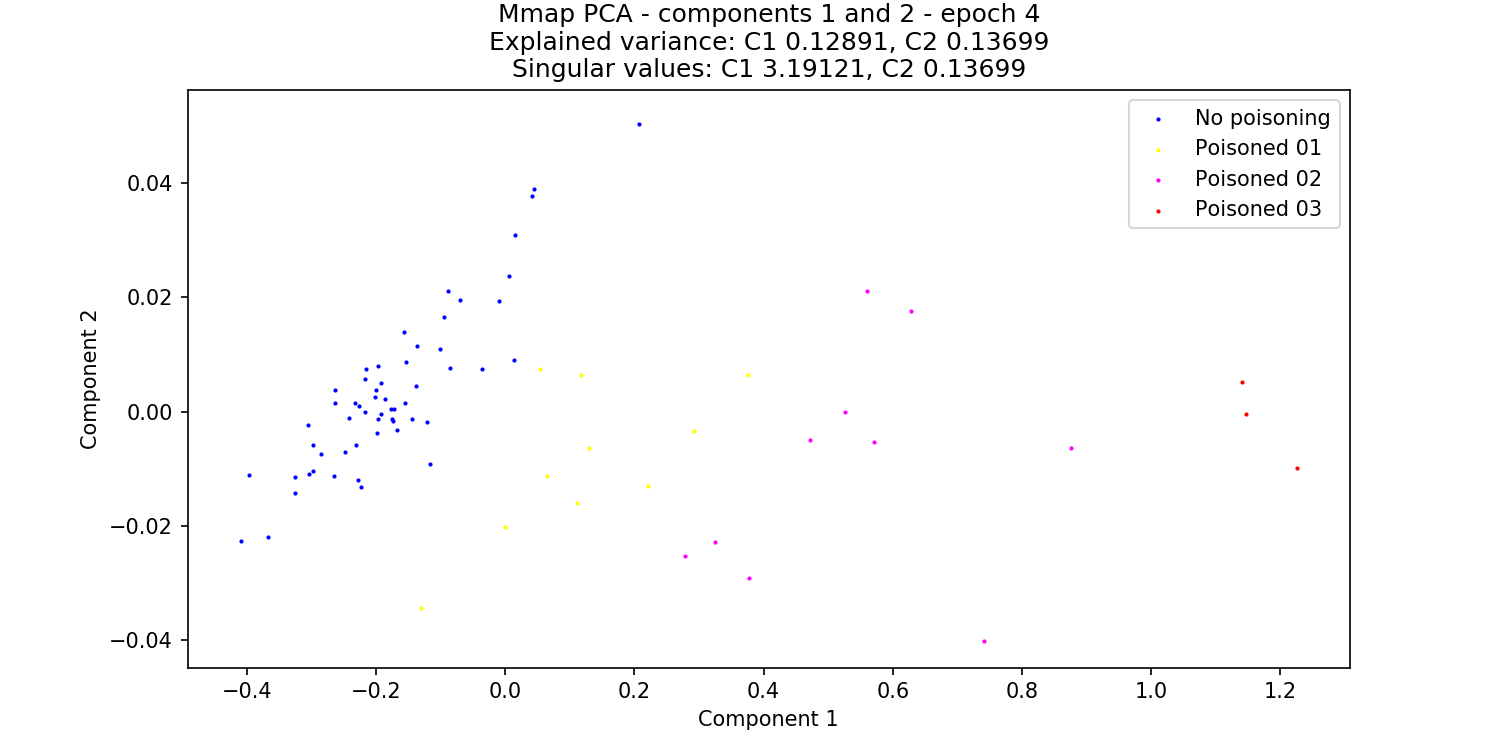 Mmap PCA - components 1 and 2 - epoch 4
Explained variance: C1 0.12891, C2 0.13699
Singular values: C1 3.19121, C2 0.13699
No poisoning
Poisoned 01
Poisoned 02
Poisoned 03
Component 2
0.04
0.02
0.00
−0.02
−0.04
−0.4 −0.2 0.0 0.2 0.4 0.6 0.8 1.0 1.2
Component 1